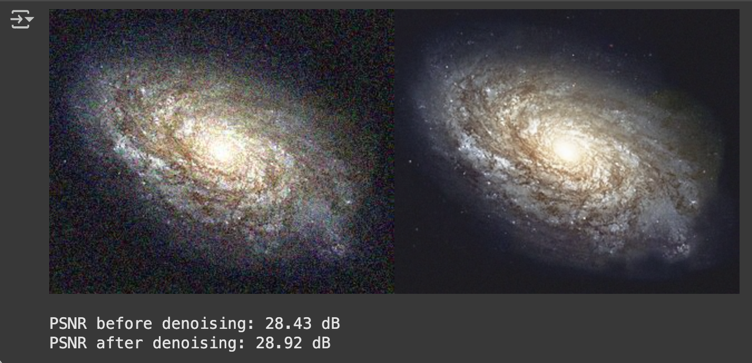 PSNR before denoising: 28.43 dB
PSNR after denoising: 28.92 dB